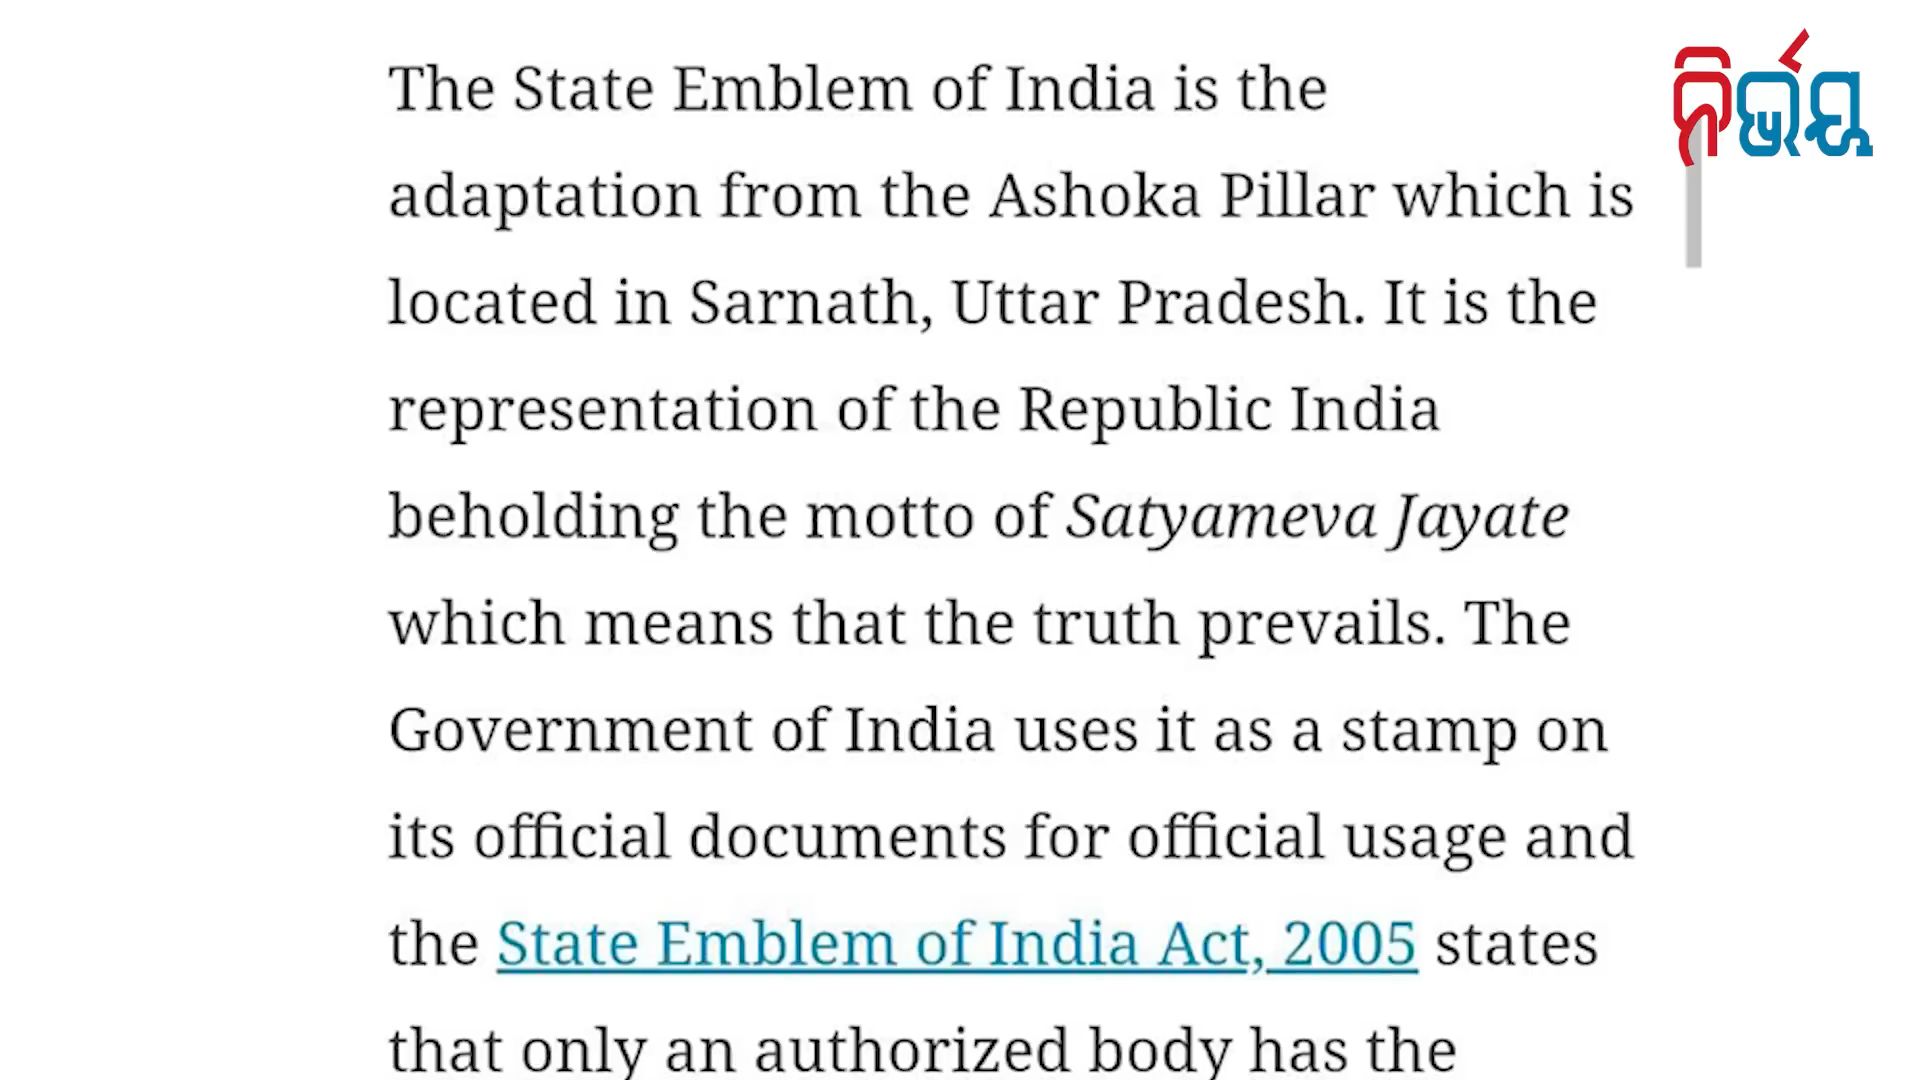 The State Emblem of India is the
adaptation from the Ashoka Pillar which is
located in Sarnath, Uttar Pradesh. It is the
representation of the Republic India
beholding the motto of Satyameva Jayate
which means that the truth prevails. The
Government of India uses it as a stamp on
its official documents for official usage and
the State Emblem of India Act, 2005 states
that only an authorized body has the
ନିର୍ଭୟ